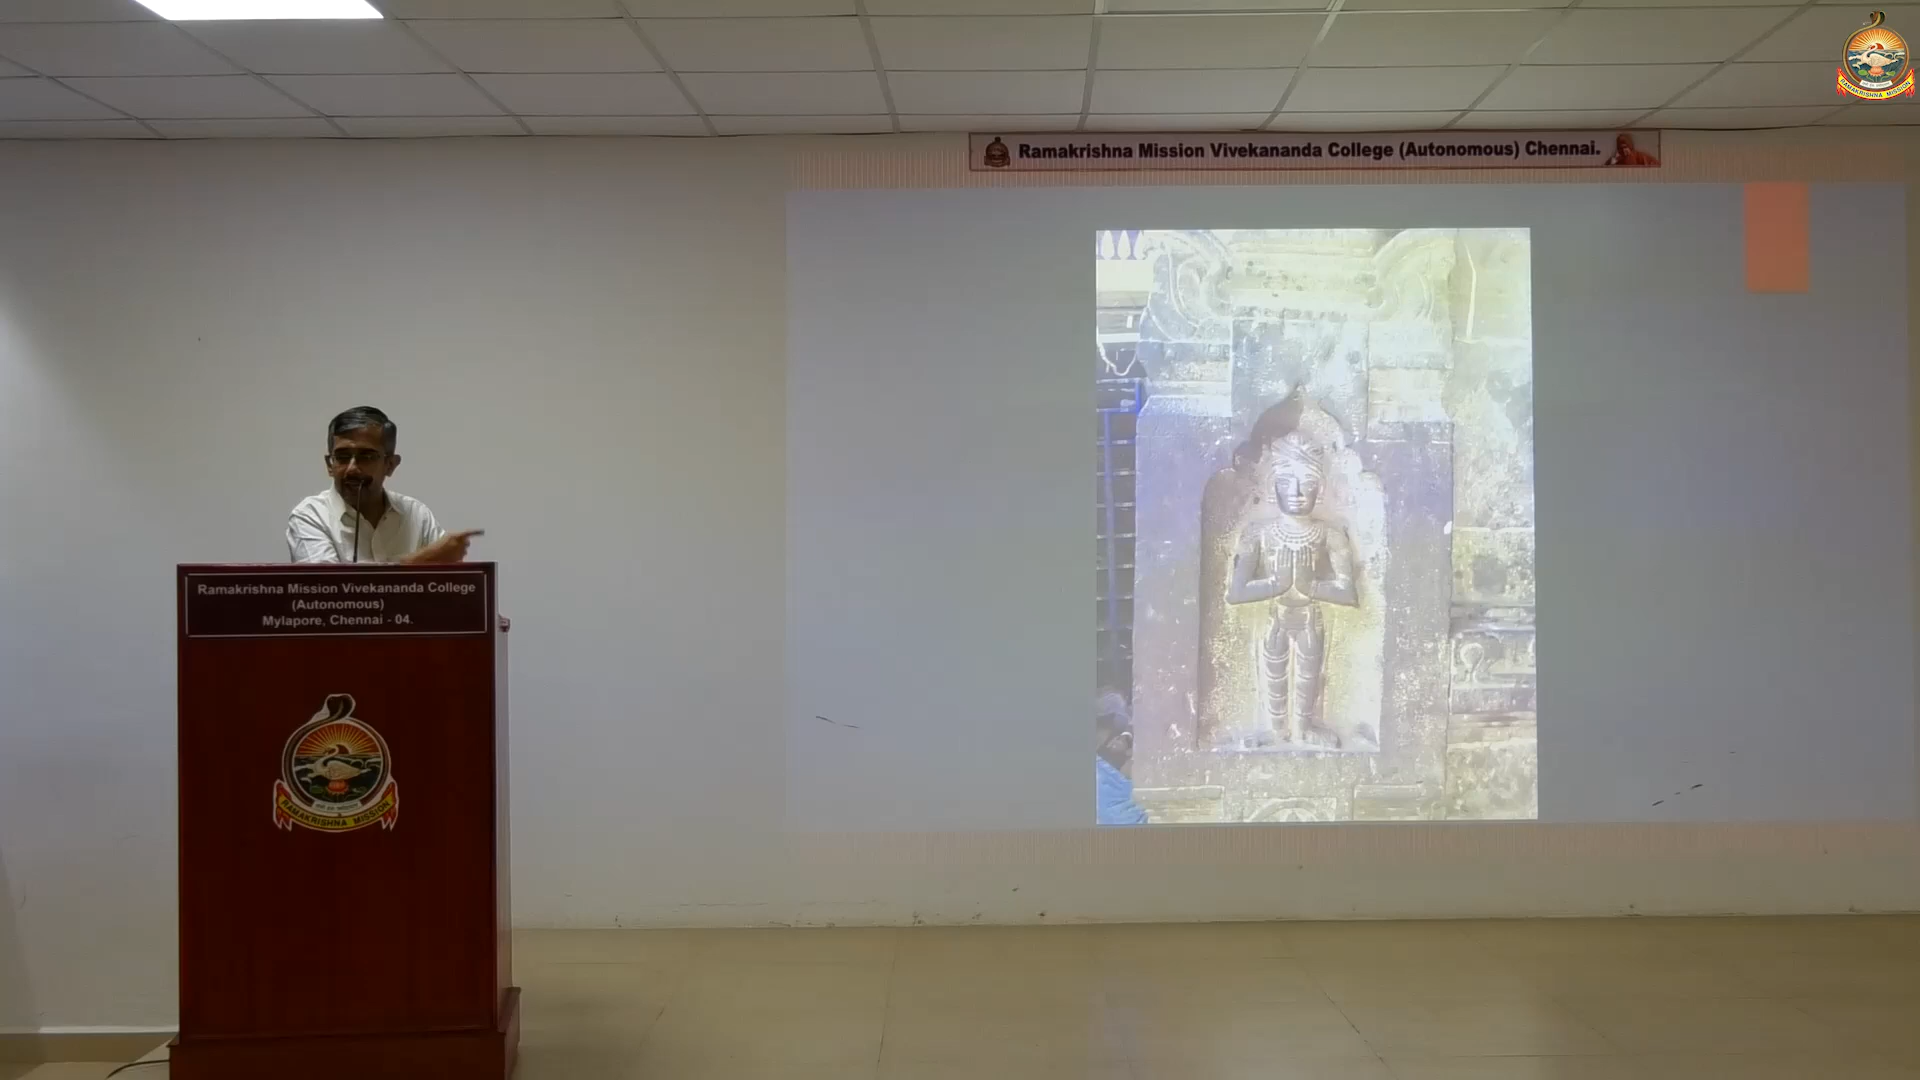 RAMAKRISHNA MISSION
Ramakrishna Mission Vivekananda College (Autonomous) Chennai.
Ramakrishna Mission Vivekananda College
(Autonomous)
Mylapore, Chennai - 04.
RAMAKRISHNA MISSION